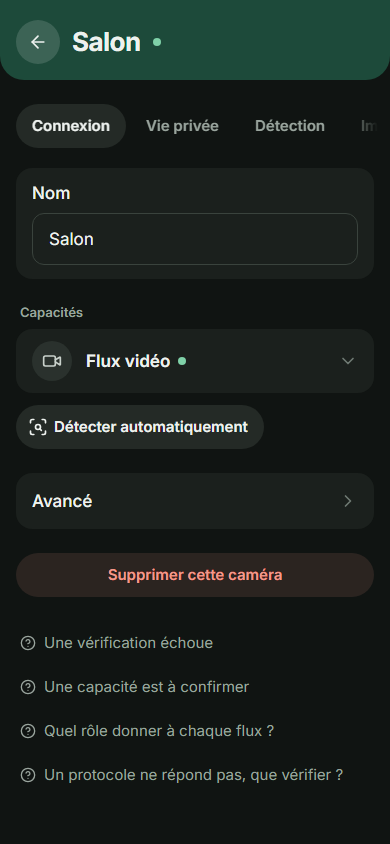 Salon
Connexion
Vie privée
Détection
Nom
Salon
Capacités
Flux vidéo
Détecter automatiquement
Avancé
Supprimer cette caméra
Une vérification échoue
Une capacité est à confirmer
Quel rôle donner à chaque flux ?
Un protocole ne répond pas, que vérifier ?